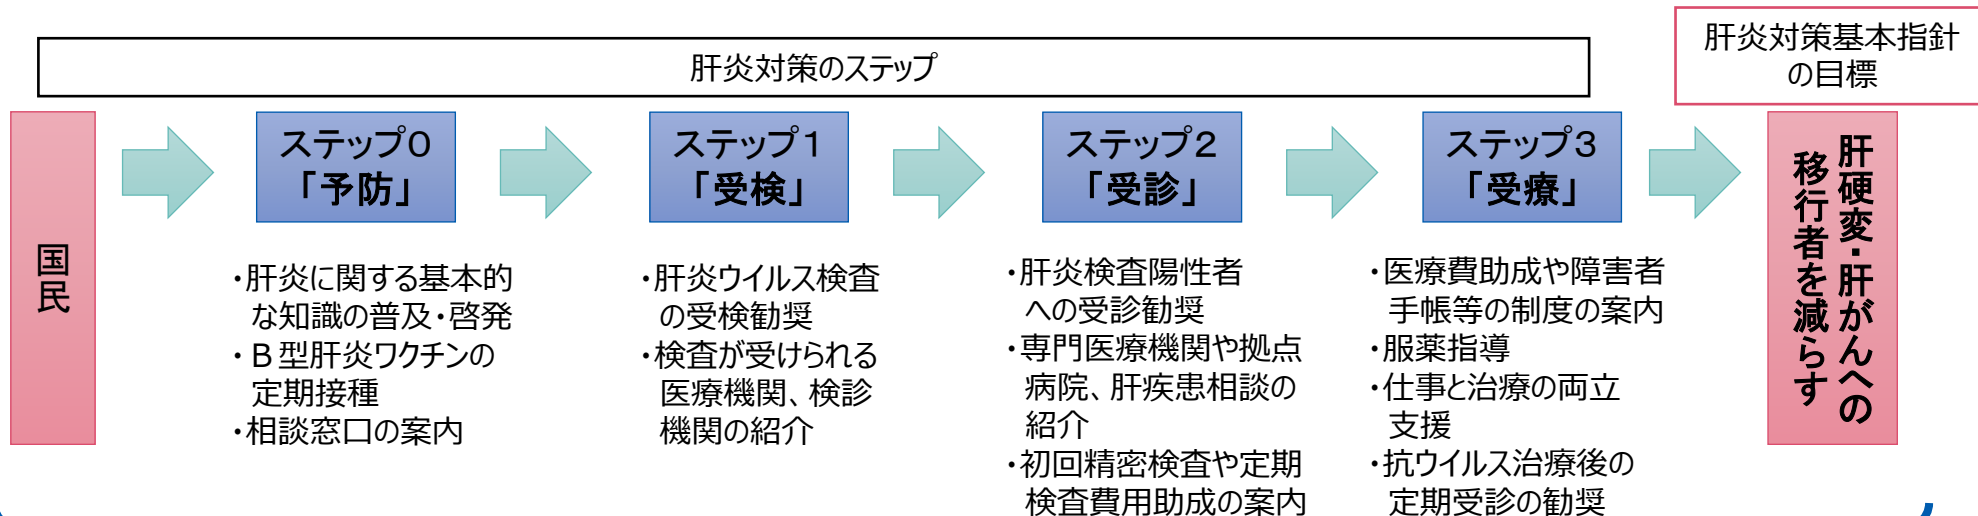 肝炎対策のステップ
肝炎対策基本指針
の目標
国民
ステップ0
「予防」
・肝炎に関する基本的
な知識の普及・啓発
・B型肝炎ワクチンの
定期接種
・相談窓口の案内
ステップ1
「受検」
・肝炎ウイルス検査
の受検勧奨
・検査が受けられる
医療機関、検診
機関の紹介
ステップ2
「受診」
・肝炎検査陽性者
への受診勧奨
・専門医療機関や拠点
病院、肝疾患相談の
紹介
・初回精密検査や定期
検査費用助成の案内
ステップ3
「受療」
・医療費助成や障害者
手帳等の制度の案内
・服薬指導
・仕事と治療の両立
支援
・抗ウイルス治療後の
定期受診の勧奨
肝硬変・肝がんへの
移行者を減らす